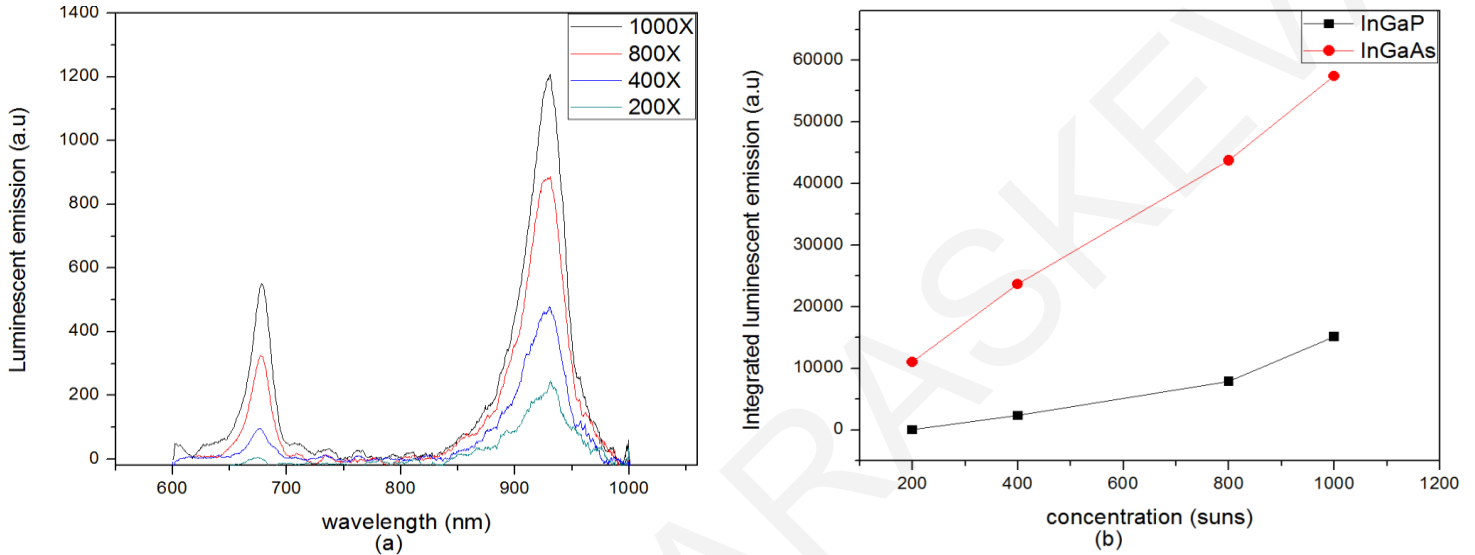 1400
1200
1000
800
600
400
200
0
Luminescent emission (a.u)
1000X
800X
400X
200X
600 700 800 900 1000
wavelength (nm)
(a)
60000
50000
40000
30000
20000
10000
0
Integrated luminescent emission (a.u)
InGaP
InGaAs
200 400 600 800 1000 1200
concentration (suns)
(b)
ARASKEV